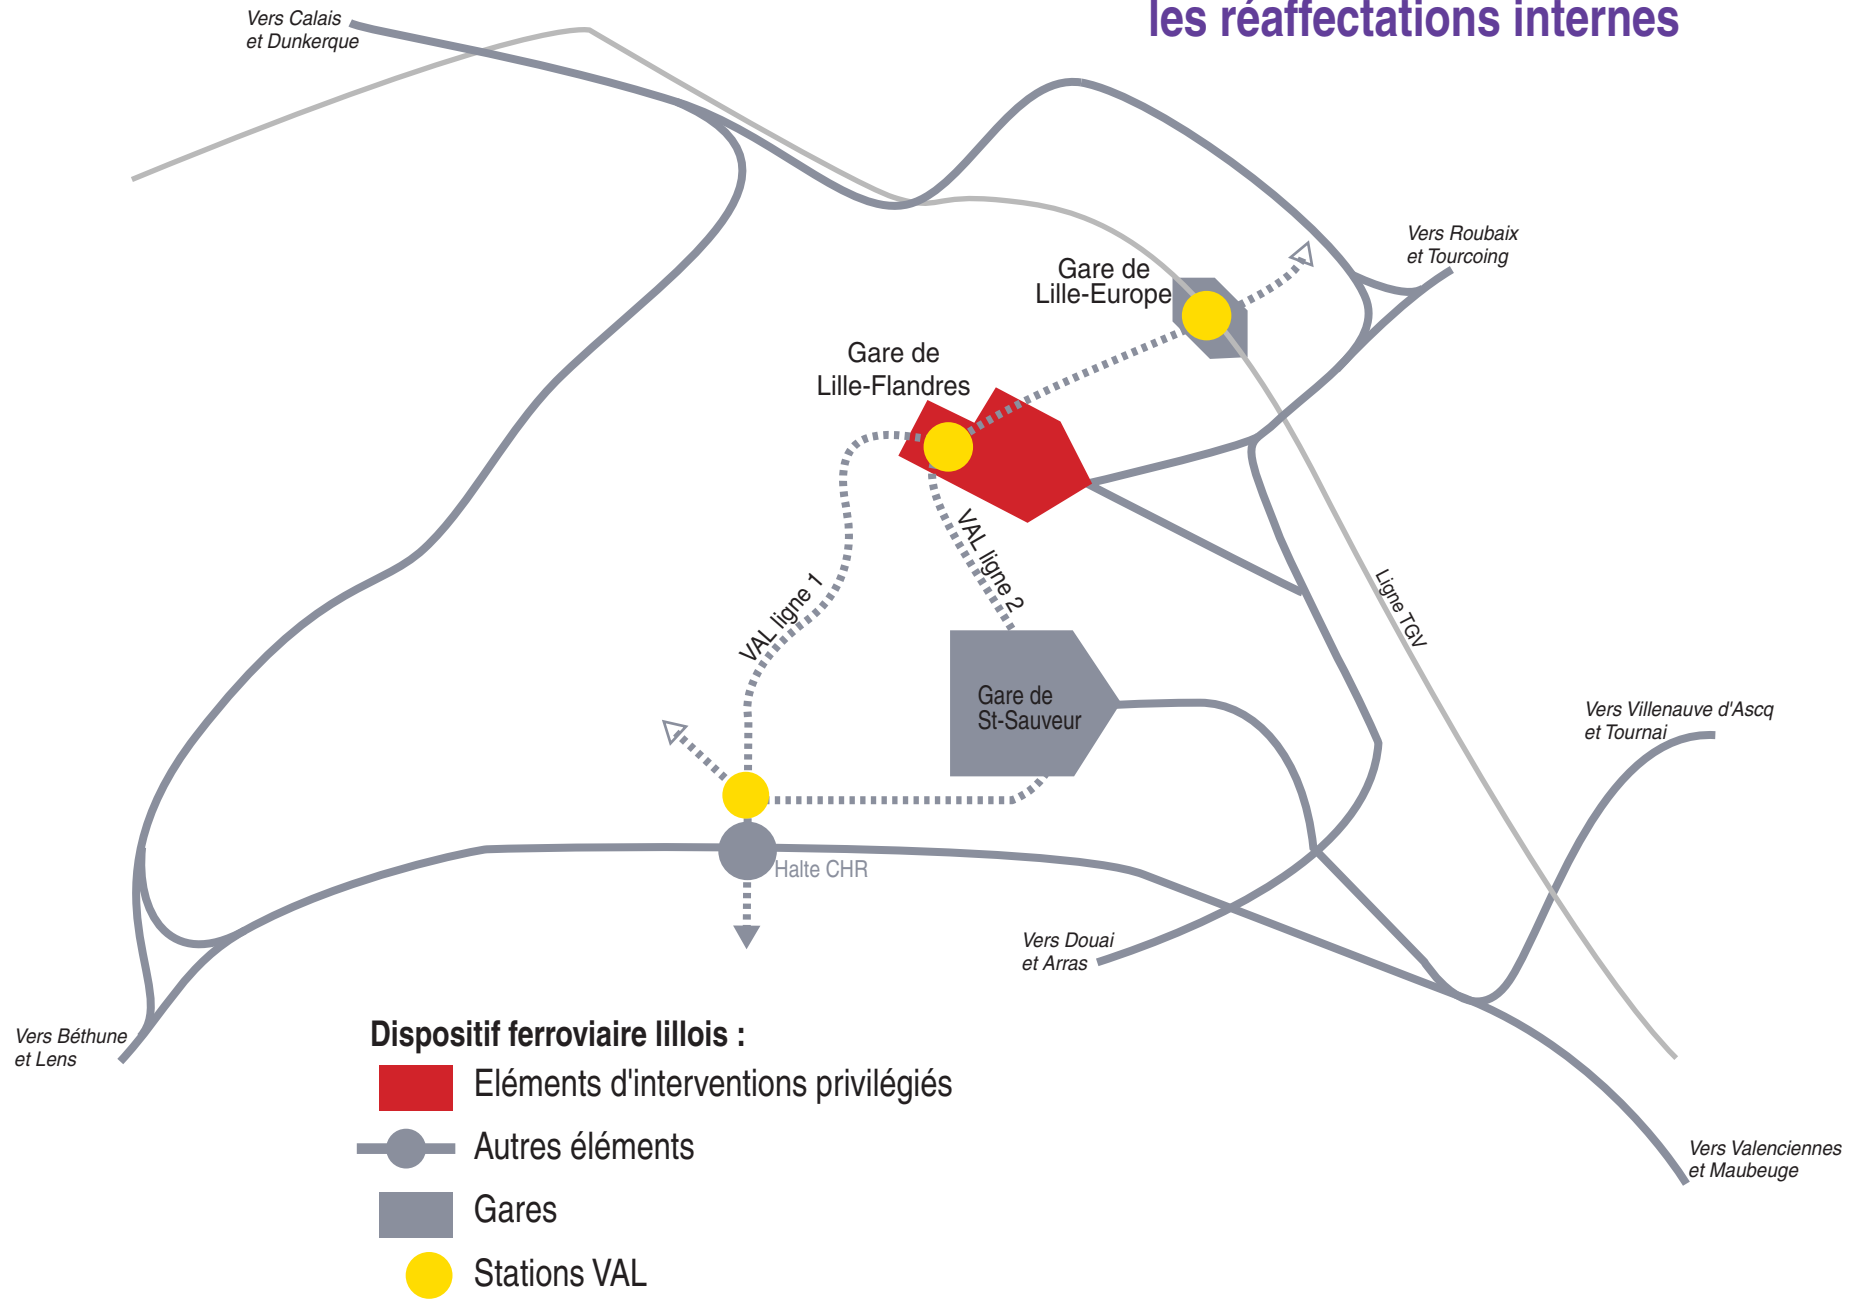 les réaffectations internes
Vers Calais
et Dunkerque
Vers Roubaix
et Tourcoing
Gare de
Lille-Europe
Gare de
Lille-Flandres
VAL ligne 2
VAL ligne 1
Ligne TGV
Gare de
St-Sauveur
Vers Villenauve d'Ascq
et Tournai
Halte CHR
Vers Douai
et Arras
Vers Béthune
et Lens
Vers Valenciennes
et Maubeuge
Dispositif ferroviaire lillois :
Eléments d'interventions privilégiés
Autres éléments
Gares
Stations VAL